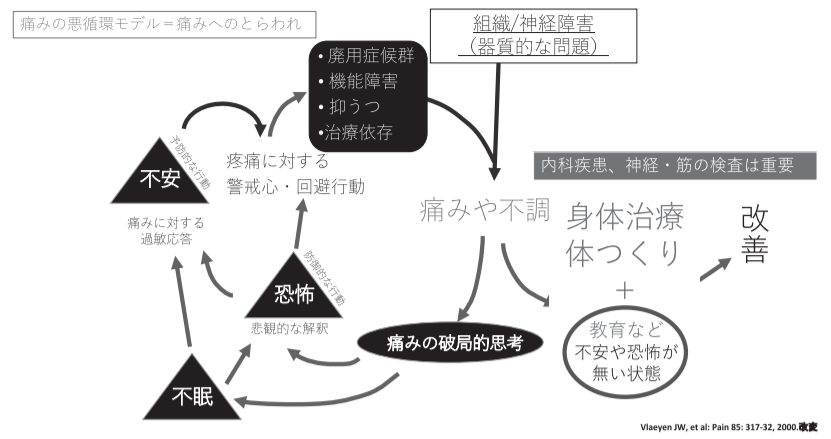 痛みの悪循環モデル＝痛みへのとらわれ
組織/神経障害
（器質的な問題）
• 廃用症候群
• 機能障害
• 抑うつ
•治療依存
予防的な行動
不安
疼痛に対する
警戒心・回避行動
内科疾患、神経・筋の検査は重要
痛みに対する
過敏応答
痛みや不調
身体治療
体つくり
＋
改善
防御的な行動
恐怖
悲観的な解釈
教育など
不安や恐怖が
無い状態
痛みの破局的思考
不眠
Vlaeyen JW, et al: Pain 85: 317-32, 2000.改変